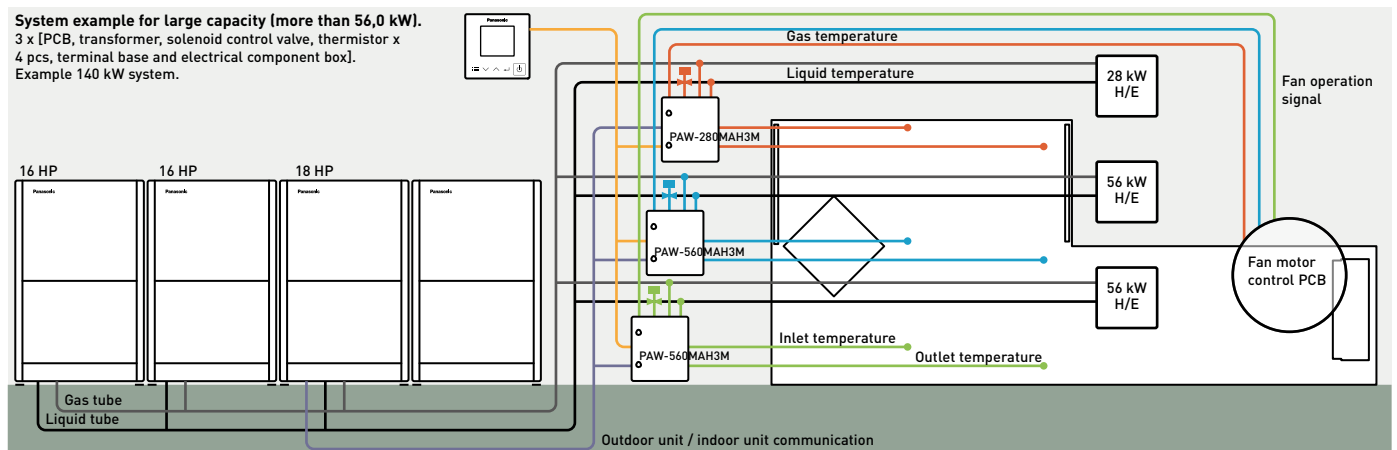 System example for large capacity (more than 56,0 kW).
3 x [PCB, transformer, solenoid control valve, thermistor x
4 pcs, terminal base and electrical component box].
Example 140 kW system.
Panasonic
Gas temperature
Liquid temperature
28 kW
H/E
Fan operation
signal
PAW-280MAH3M
16 HP
16 HP
18 HP
Panasonic
Panasonic
Panasonic
Panasonic
56 kW
H/E
PAW-560MAH3M
Fan motor
control PCB
56 kW
H/E
PAW-560MAH3M
Inlet temperature
Outlet temperature
Gas tube
Liquid tube
Outdoor unit / indoor unit communication